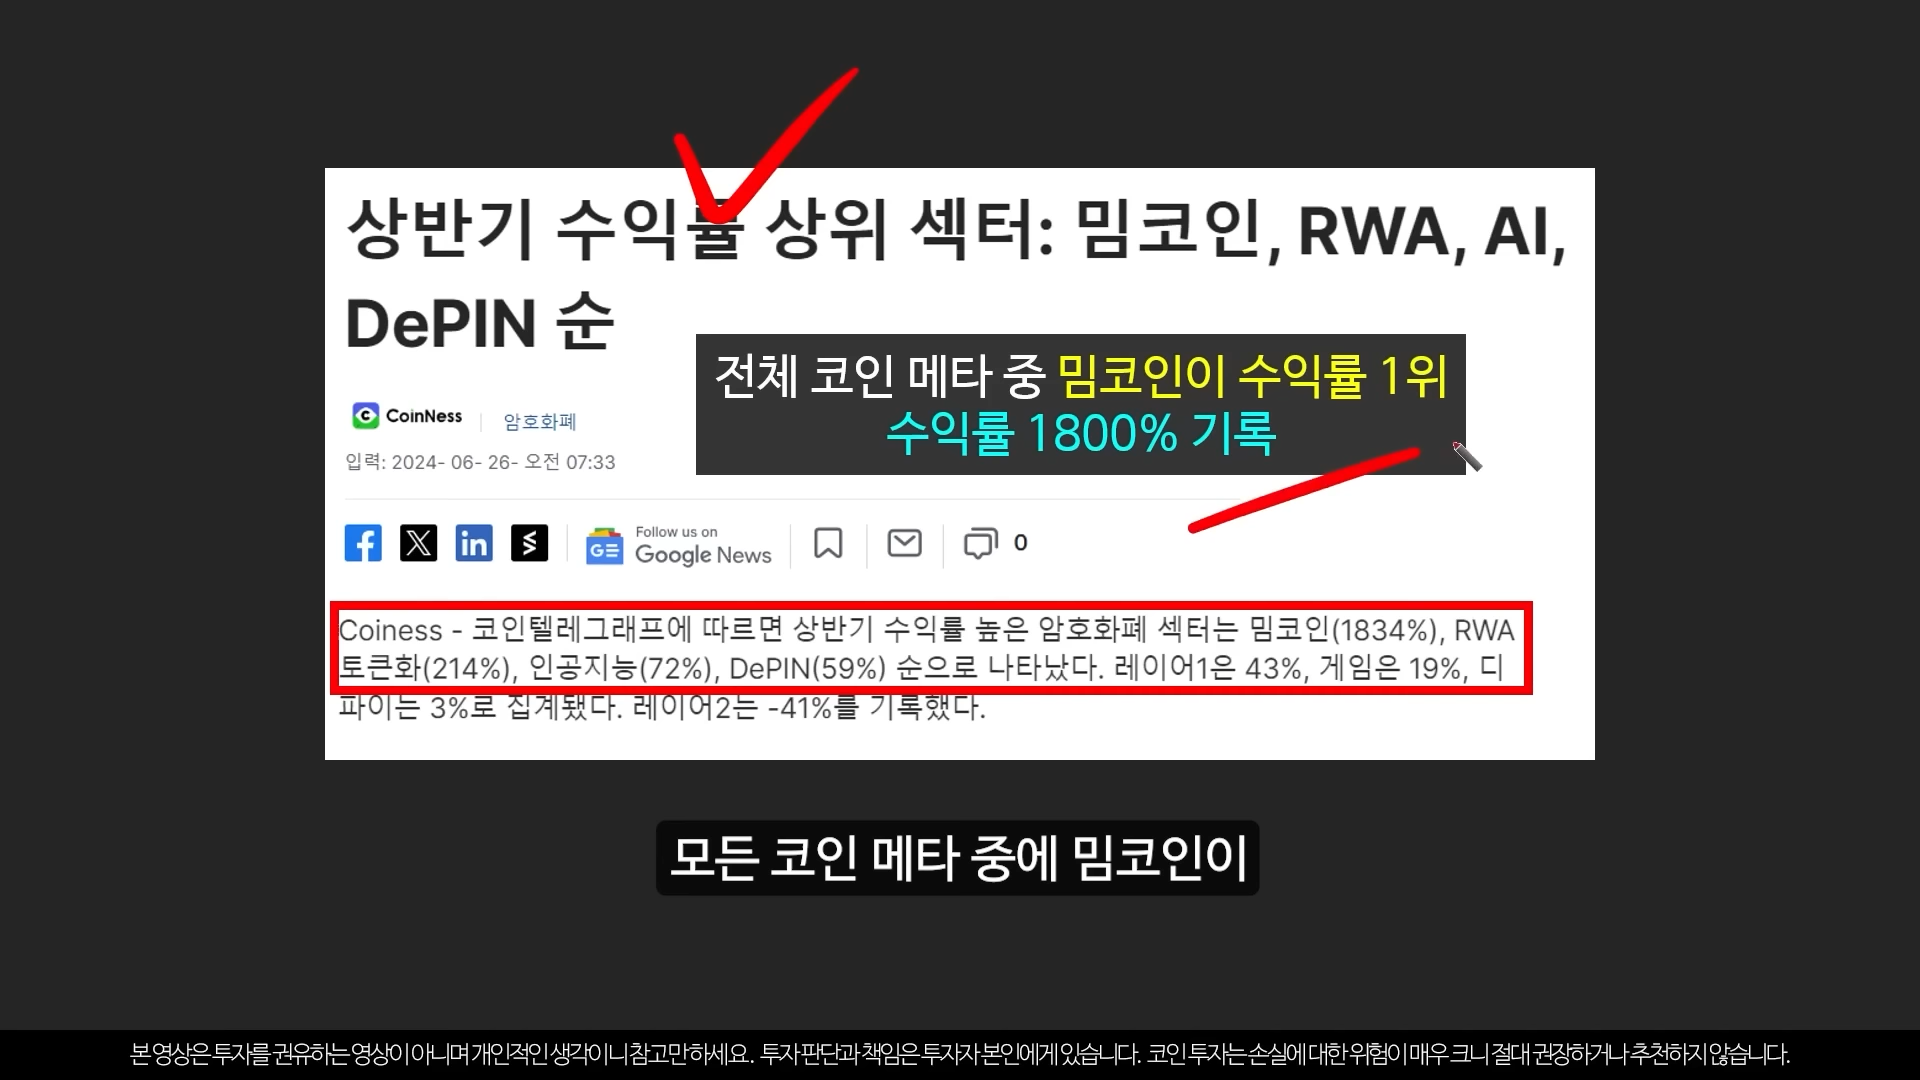 상반기 수익률 상위 섹터: 밈코인, RWA, AI,
DePIN 순
전체 코인 메타 중 밈코인이 수익률 1위
수익률 1800% 기록
CoinNess
암호화폐
입력: 2024- 06- 26- 오전 07:33
Follow us on
Google News
0
Coiness - 코인텔레그래프에 따르면 상반기 수익률 높은 암호화폐 섹터는 밈코인(1834%), RWA
토큰화(214%), 인공지능(72%), DePIN(59%) 순으로 나타났다. 레이어1은 43%, 게임은 19%, 디
파이는 3%로 집계됐다. 레이어2는 -41%를 기록했다.
모든 코인 메타 중에 밈코인이
본 영상은 투자를 권유하는 영상이 아니며 개인적인 생각이니 참고만 하세요. 투자 판단과 책임은 투자자 본인에게 있습니다. 코인 투자는 손실에 대한 위험이 매우 크니 절대 권장하거나 추천하지 않습니다.